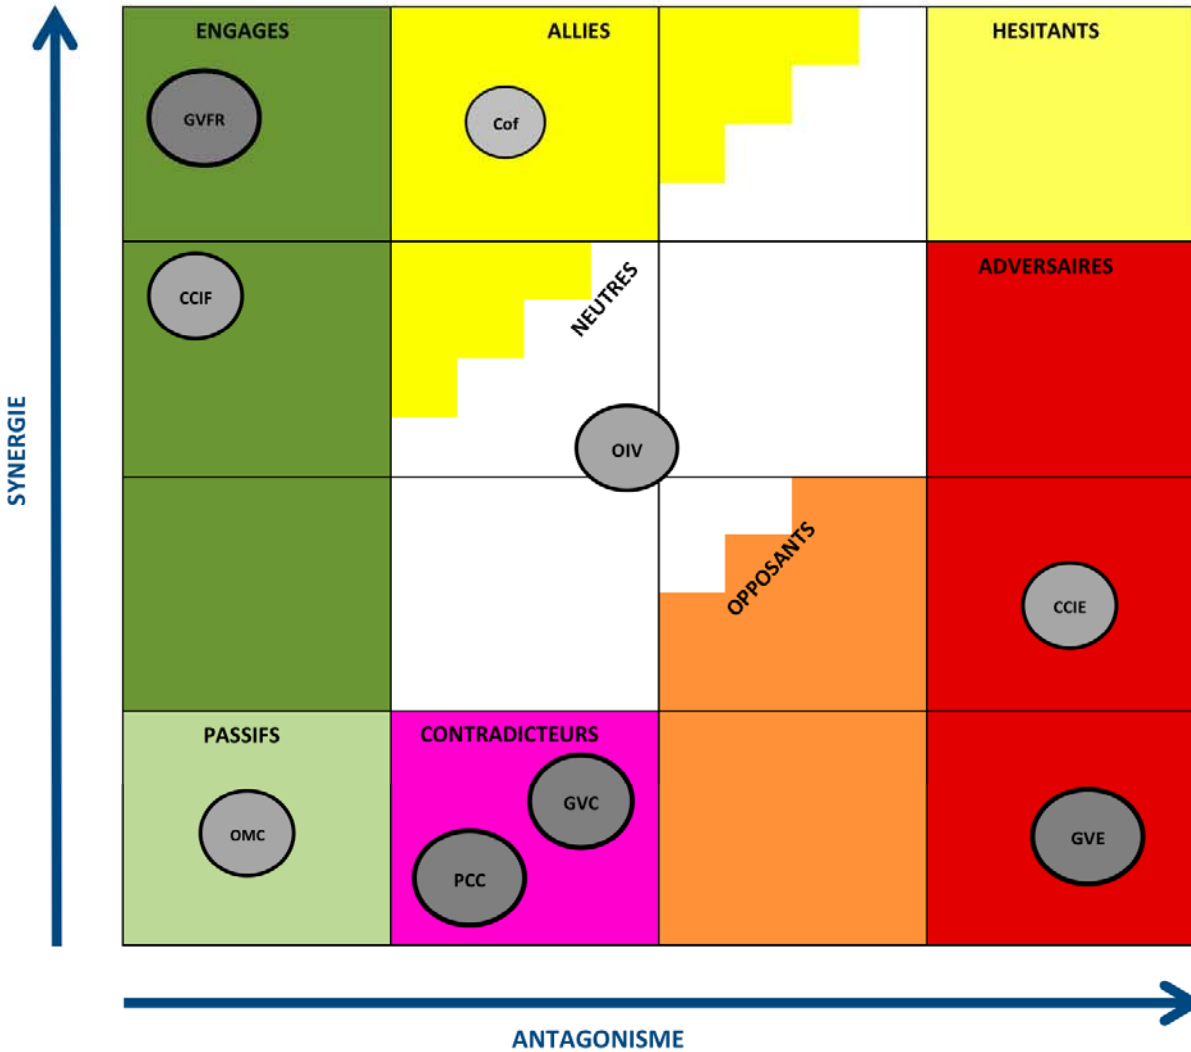 ENGAGES
ALLIES
HESITANTS
GVFR
Cof
ADVERSAIRES
NEUTRES
CCIF
SYNERGIE
OIV
OPPOSANTS
CCIE
PASSIFS
CONTRADICTEURS
GVC
OMC
GVE
PCC
ANTAGONISME